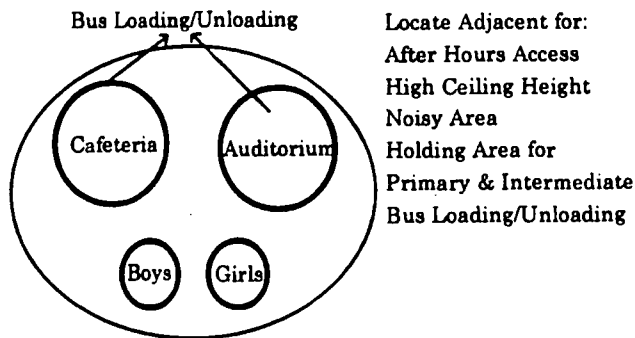 Bus Loading/Unloading
Cafeteria
Auditorium
Boys
Girls
Locate Adjacent for:
After Hours Access
High Ceiling Height
Noisy Area
Holding Area for
Primary & Intermediate
Bus Loading/Unloading